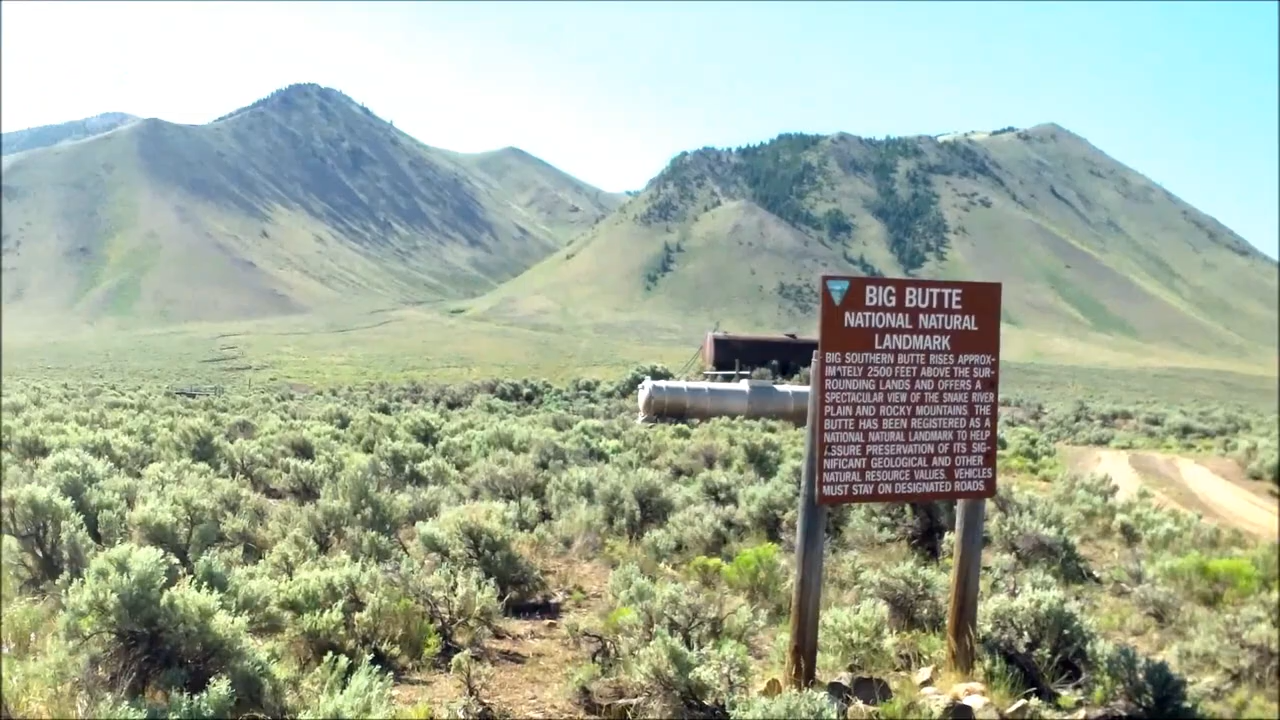 BIG BUTTE
NATIONAL NATURAL
LANDMARK
BIG SOUTHERN BUTTE RISES APPROX-
IMATELY 2500 FEET ABOVE THE SUR-
ROUNDING LANDS AND OFFERS A
SPECTACULAR VIEW OF THE SNAKE RIVER
PLAIN AND ROCKY MOUNTAINS. THE
BUTTE HAS BEEN REGISTERED AS A
NATIONAL NATURAL LANDMARK TO HELP
ASSURE PRESERVATION OF ITS SIG-
NIFICANT GEOLOGICAL AND OTHER
NATURAL RESOURCE VALUES. VEHICLES
MUST STAY ON DESIGNATED ROADS.